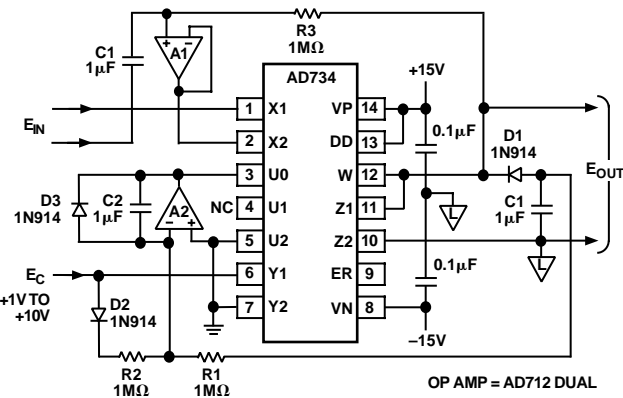 R3
1MΩ
C1
1μF
+
–
A1
AD734
+15V
1
X1
VP
14
EIN
0.1μF
D1
1N914
2
X2
DD
13
3
U0
W
12
EOUT
D3
1N914
C2
1μF
A2
NC
4
U1
Z1
11
L
C1
1μF
–
+
5
U2
Z2
10
EC
6
Y1
ER
9
0.1μF
L
+1V TO
+10V
D2
1N914
7
Y2
VN
8
–15V
R2
1MΩ
R1
1MΩ
OP AMP = AD712 DUAL